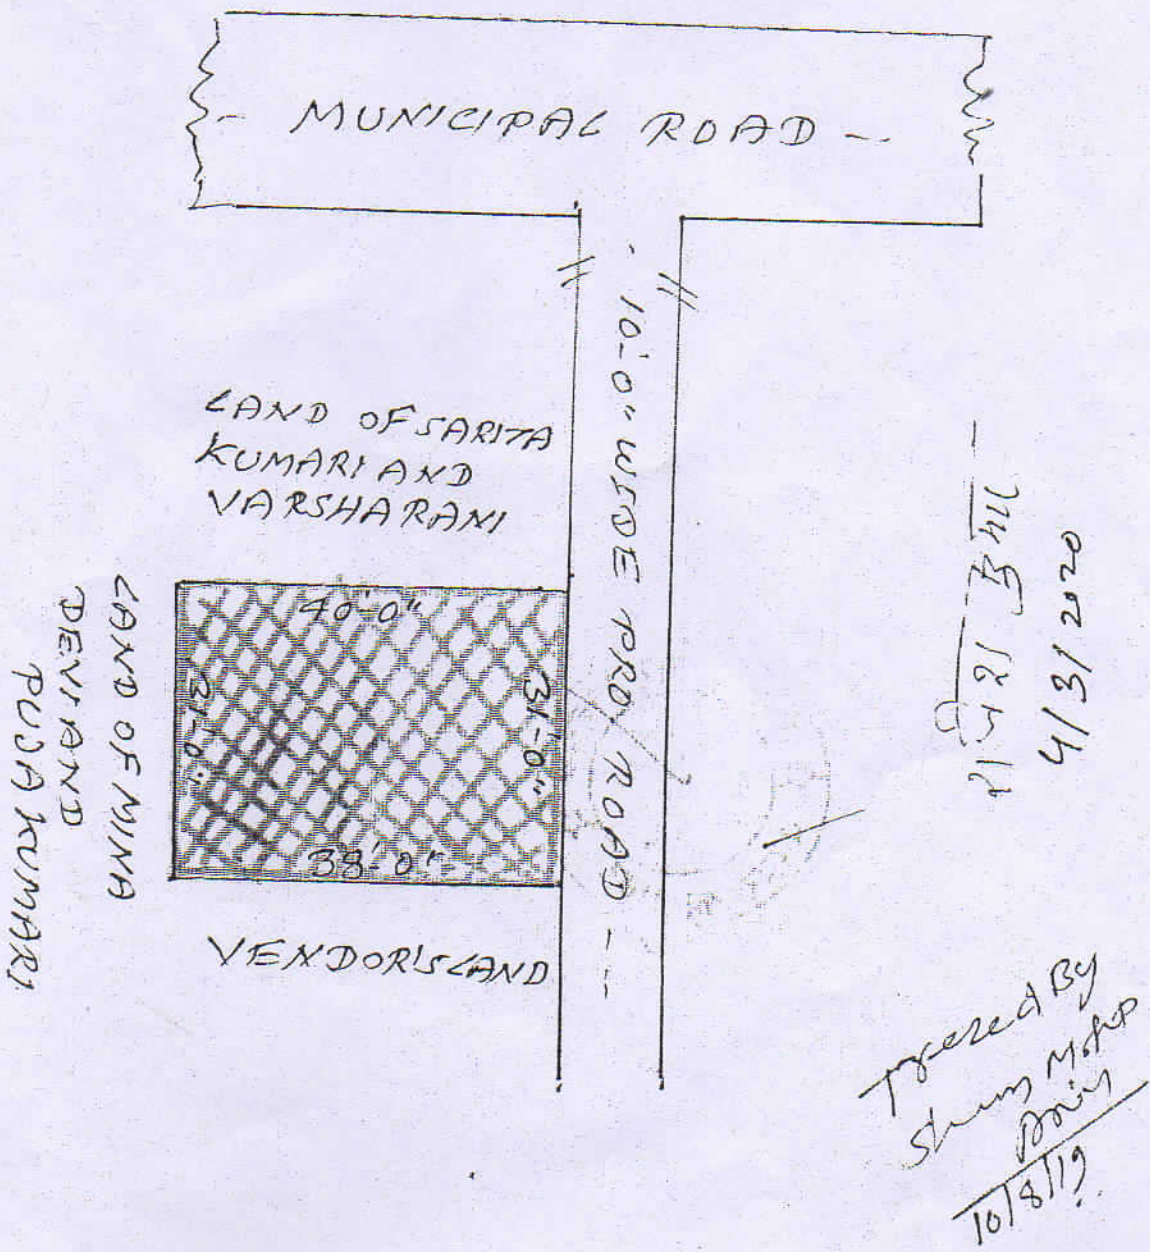 - MUNICIPAL ROAD -
10'-0" WIDE PRO ROAD ---
LAND OF SARITA
KUMARI AND
VARSHARANI
40'-0"
31'-0"
31'-0"
38'-0"
LAND OF MINA
DEVI AND
PUJA KUMARI
VENDOR'S LAND
कुमार
4/3/2020
By
10/8/19